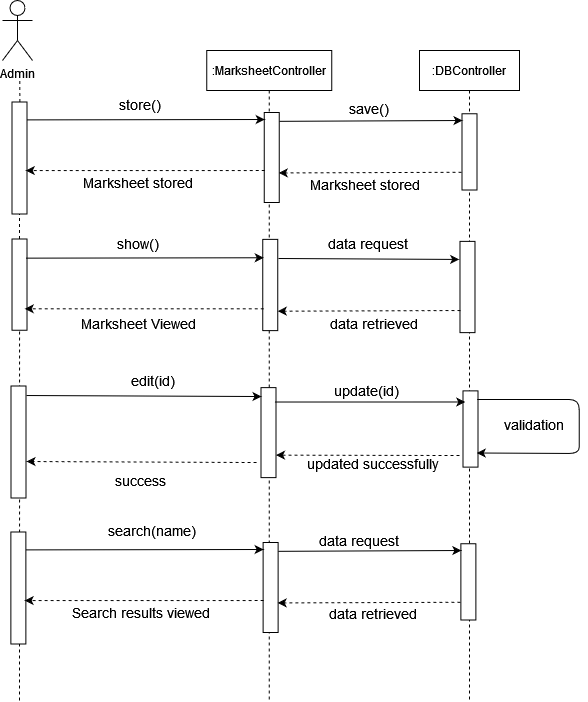 Admin
:MarksheetController
:DBController
store()
save()
Marksheet stored
Marksheet stored
show()
data request
Marksheet Viewed
data retrieved
edit(id)
update(id)
validation
updated successfully
success
search(name)
data request
Search results viewed
data retrieved